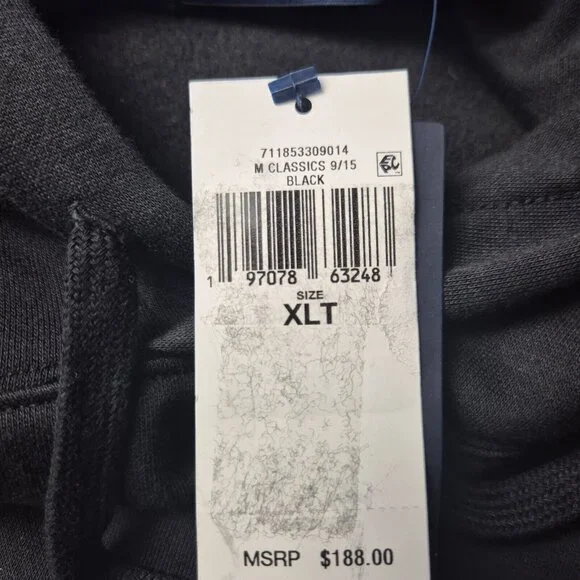 711853309014
M CLASSICS 9/15
BLACK
1 97078 63248
SIZE
XLT
MSRP $188.00